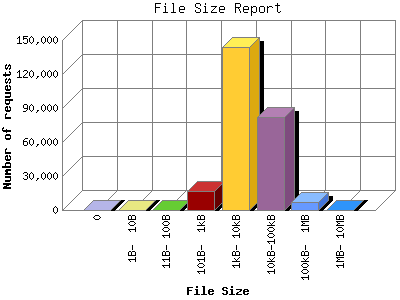 File Size Report
Number of requests
150,000
120,000
90,000
60,000
30,000
0
0
1B- 10B
11B- 100B
101B- 1kB
1kB- 10kB
10kB-100kB
100kB- 1MB
1MB- 10MB
File Size